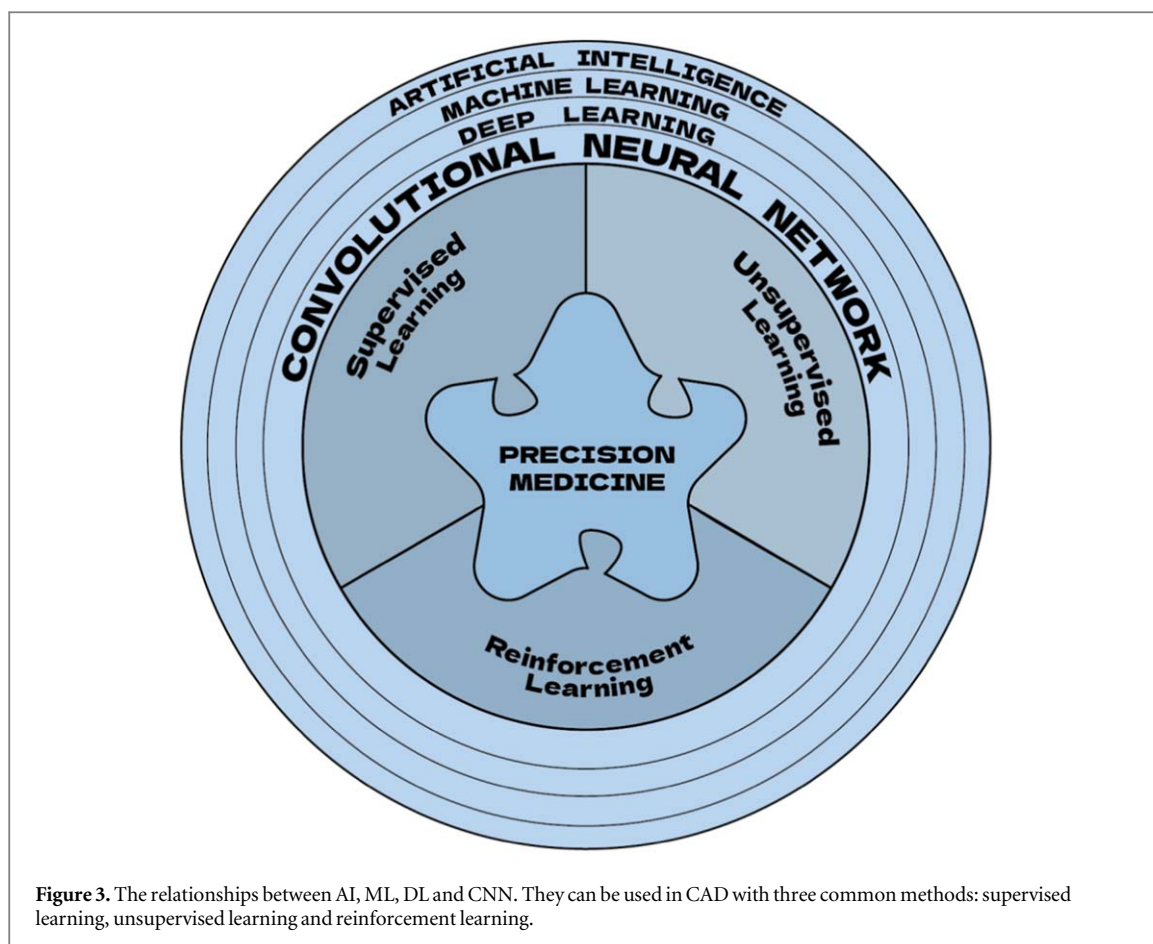 ARTIFICIAL INTELLIGENCE
MACHINE LEARNING
DEEP LEARNING
CONVOLUTIONAL NEURAL NETWORK
Supervised
Learning
Unsupervised
Learning
PRECISION
MEDICINE
Reinforcement
Learning
Figure 3. The relationships between AI, ML, DL and CNN. They can be used in CAD with three common methods: supervised
learning, unsupervised learning and reinforcement learning.